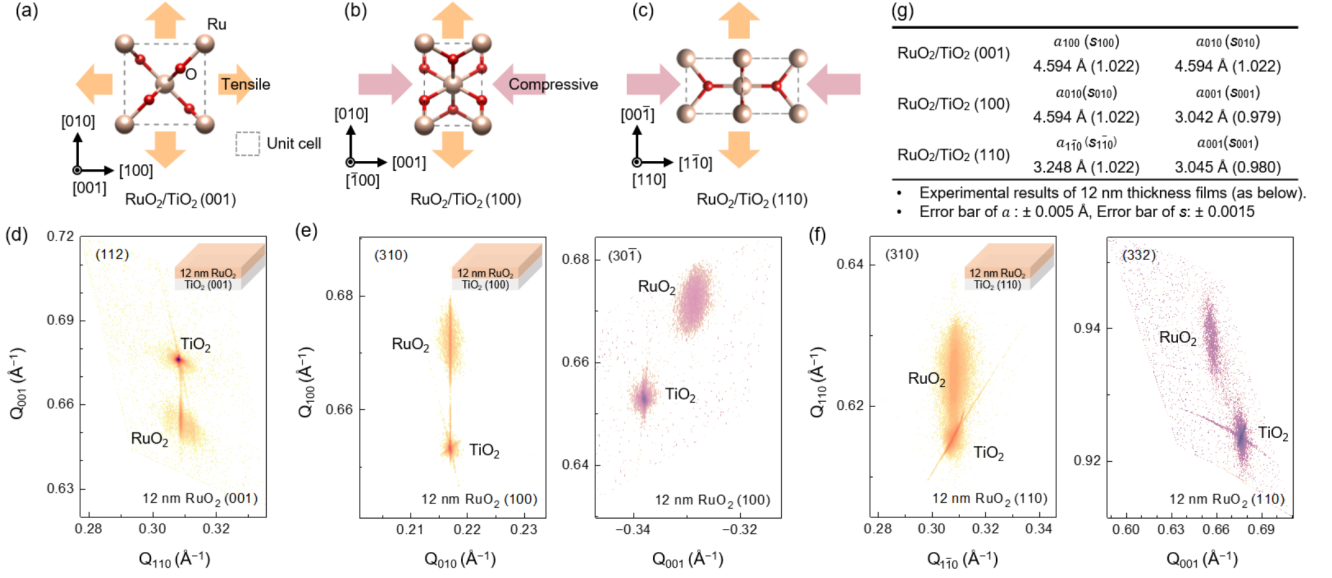 (a)
Ru
O
Tensile
[010]
[100]
[001]
Unit cell
RuO₂/TiO₂ (001)
(b)
Compressive
[010]
[001]
[1̄00]
RuO₂/TiO₂ (100)
(c)
[001̄]
[11̄0]
[110]
RuO₂/TiO₂ (110)
(g)
a₁₀₀ (s₁₀₀) a₀₁₀ (s₀₁₀)
RuO₂/TiO₂ (001)
4.594 Å (1.022) 4.594 Å (1.022)
a₀₁₀(s₀₁₀) a₀₀₁ (s₀₀₁)
RuO₂/TiO₂ (100)
4.594 Å (1.022) 3.042 Å (0.979)
a₁₁̄₀ (s₁₁̄₀) a₀₀₁(s₀₀₁)
RuO₂/TiO₂ (110)
3.248 Å (1.022) 3.045 Å (0.980)
• Experimental results of 12 nm thickness films (as below).
• Error bar of a : ± 0.005 Å, Error bar of s: ± 0.0015
(d)
(112)
12 nm RuO₂
TiO₂ (001)
0.72
0.69
0.66
0.63
Q₀₀₁ (Å⁻¹)
TiO₂
RuO₂
12 nm RuO₂ (001)
0.28 0.30 0.32
Q₁₁₀ (Å⁻¹)
(e)
(310)
12 nm RuO₂
TiO₂ (100)
0.68
0.66
Q₁₀₀ (Å⁻¹)
RuO₂
TiO₂
12 nm RuO₂ (100)
0.21 0.22 0.23
Q₀₁₀ (Å⁻¹)
(301̄)
0.68
0.66
0.64
RuO₂
TiO₂
12 nm RuO₂ (100)
−0.34 −0.32
Q₀₀₁ (Å⁻¹)
(f)
(310)
12 nm RuO₂
TiO₂ (110)
0.64
0.62
0.60
Q₁₁₀ (Å⁻¹)
RuO₂
TiO₂
12 nm RuO₂ (110)
0.28 0.30 0.32 0.34
Q₁₁̄₀ (Å⁻¹)
(332)
0.94
0.92
RuO₂
TiO₂
12 nm RuO₂ (110)
0.60 0.63 0.66 0.69
Q₀₀₁ (Å⁻¹)